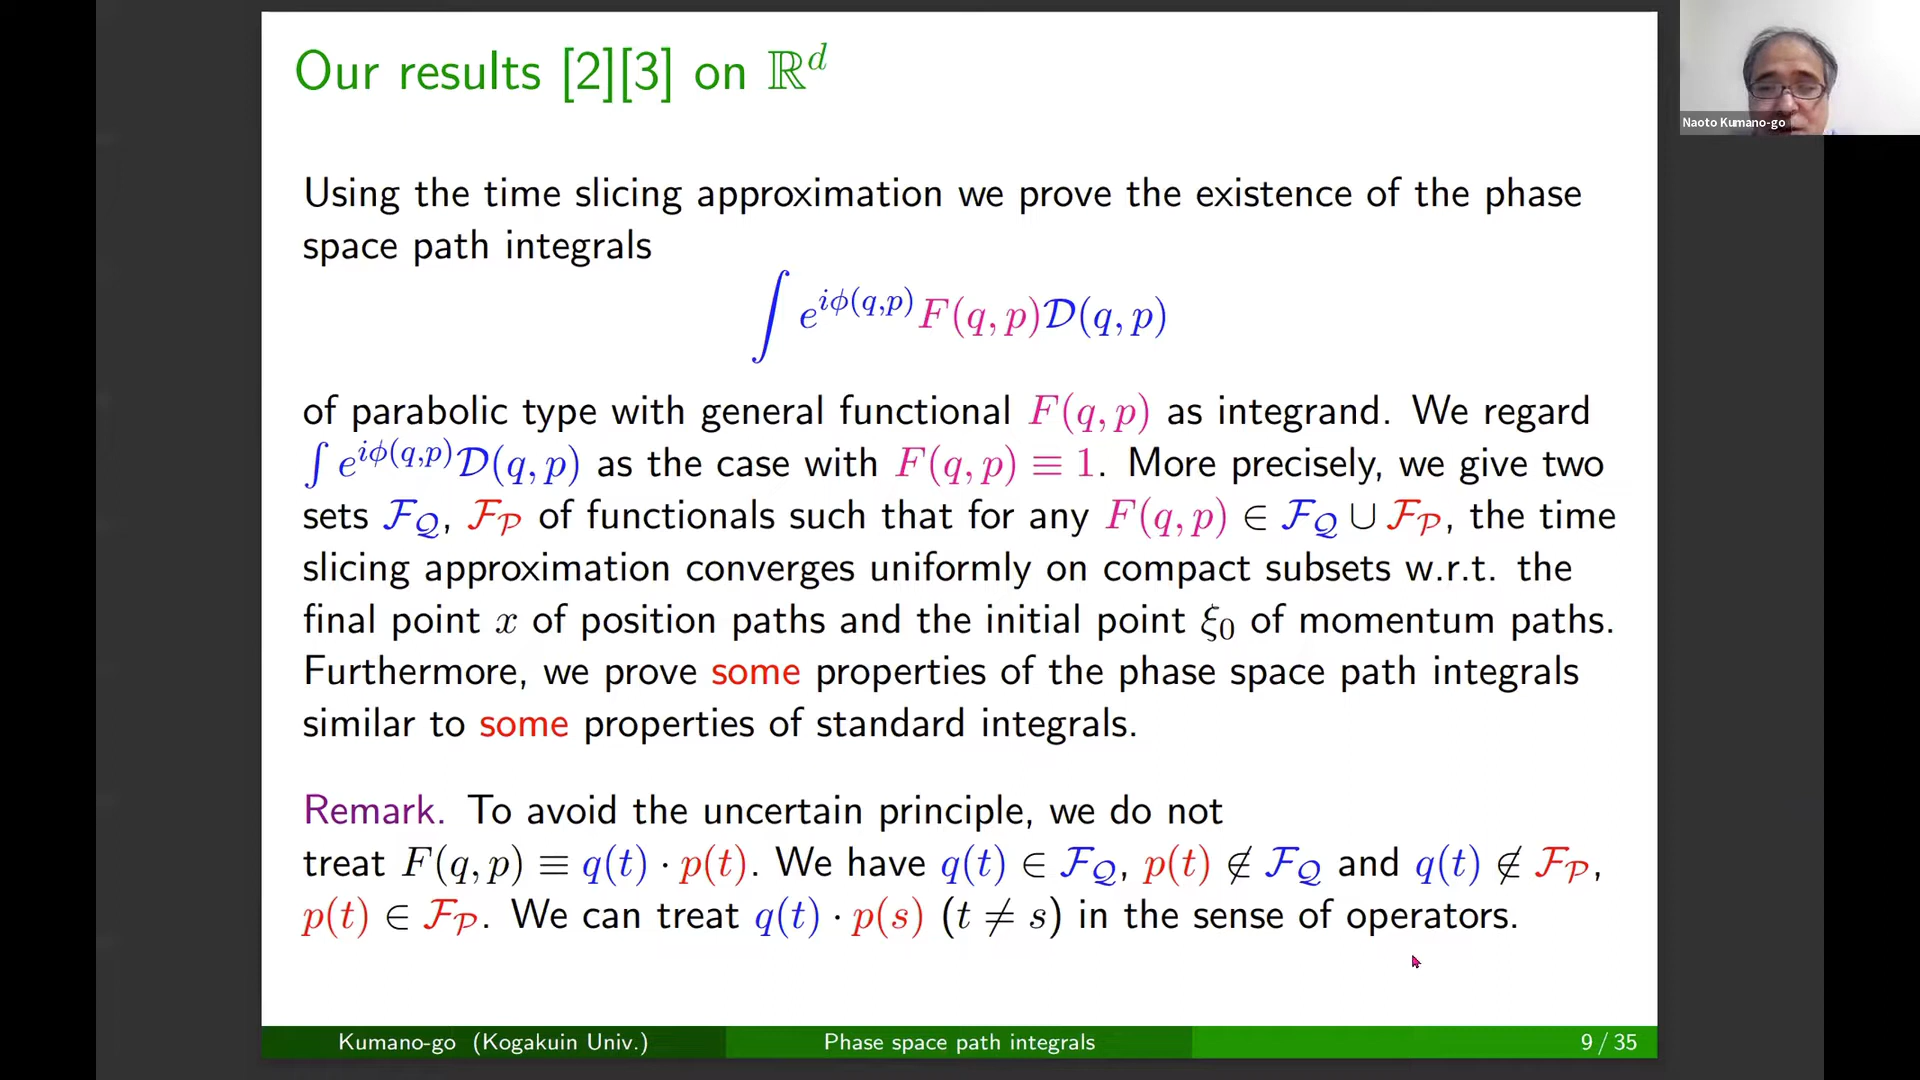 Our results [2][3] on ℝ^d
Naoto Kumano-go
Using the time slicing approximation we prove the existence of the phase
space path integrals
∫ e^{iϕ(q,p)} F(q, p)𝒟(q, p)
of parabolic type with general functional F(q, p) as integrand. We regard
∫ e^{iϕ(q,p)} 𝒟(q, p) as the case with F(q, p) ≡ 1. More precisely, we give two
sets ℱ_𝒬, ℱ_𝒫 of functionals such that for any F(q, p) ∈ ℱ_𝒬 ∪ ℱ_𝒫, the time
slicing approximation converges uniformly on compact subsets w.r.t. the
final point x of position paths and the initial point ξ_0 of momentum paths.
Furthermore, we prove some properties of the phase space path integrals
similar to some properties of standard integrals.
Remark. To avoid the uncertain principle, we do not
treat F(q, p) ≡ q(t) · p(t). We have q(t) ∈ ℱ_𝒬, p(t) ∉ ℱ_𝒬 and q(t) ∉ ℱ_𝒫,
p(t) ∈ ℱ_𝒫. We can treat q(t) · p(s) (t ≠ s) in the sense of operators.
Kumano-go (Kogakuin Univ.) Phase space path integrals 9 / 35